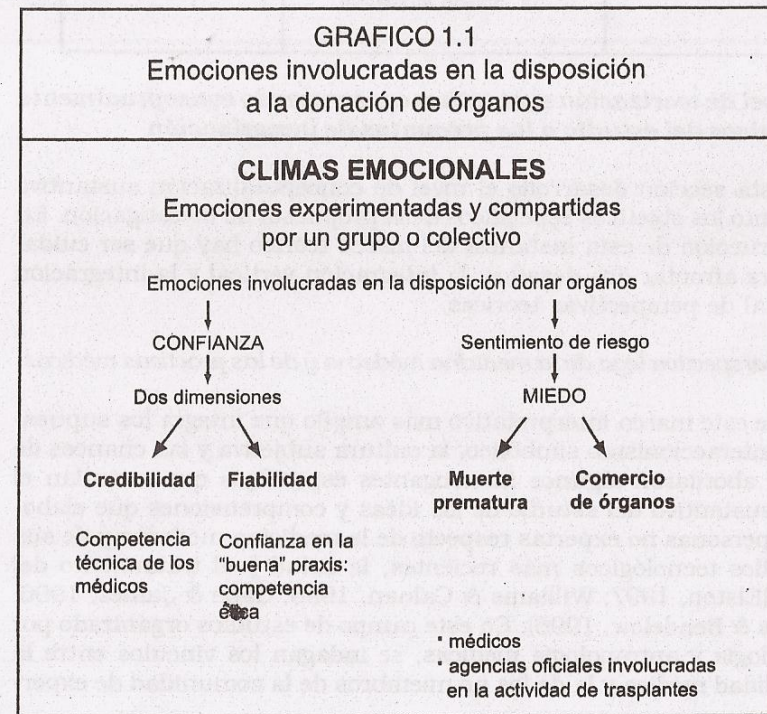 GRAFICO 1.1
Emociones involucradas en la disposición
a la donación de órganos
CLIMAS EMOCIONALES
Emociones experimentadas y compartidas
por un grupo o colectivo
Emociones involucradas en la disposición donar orgános
CONFIANZA
Dos dimensiones
Credibilidad
Fiabilidad
Competencia
técnica de los
médicos
Confianza en la
"buena" praxis:
competencia
Sentimiento de riesgo
MIEDO
Muerte
prematura
Comercio
de órganos
* médicos
* agencias oficiales involucradas
en la actividad de trasplantes